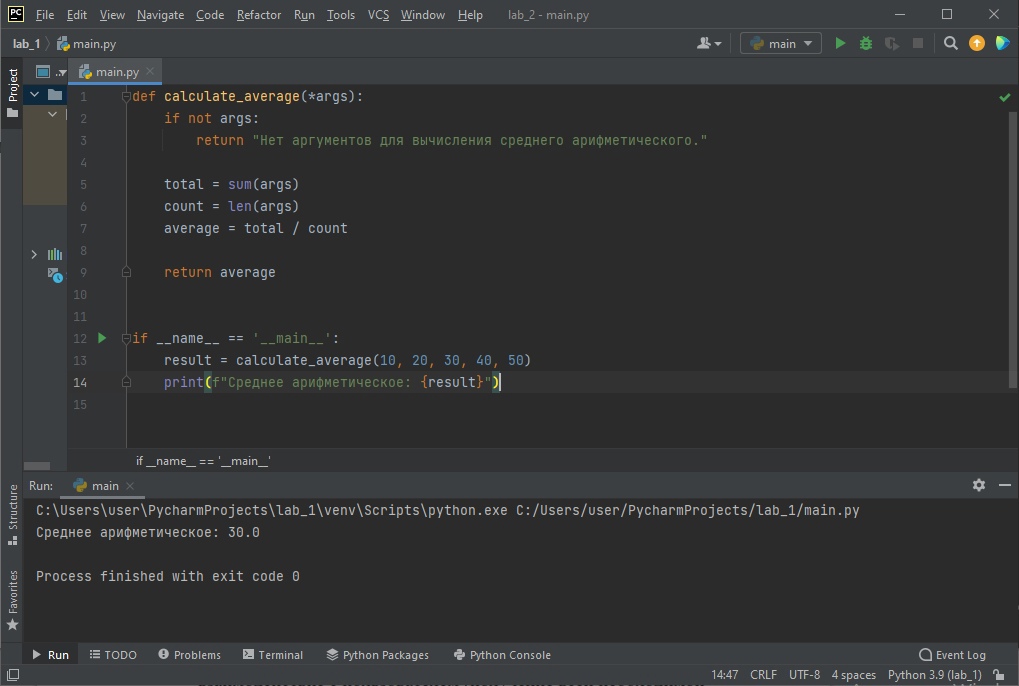 PC File Edit View Navigate Code Refactor Run Tools VCS Window Help lab_2 - main.py
lab_1 main.py main
Project .. main.py
1 def calculate_average(*args):
2 if not args:
3 return "Нет аргументов для вычисления среднего арифметического."
4
5 total = sum(args)
6 count = len(args)
7 average = total / count
8
9 return average
10
11
12 if __name__ == '__main__':
13 result = calculate_average(10, 20, 30, 40, 50)
14 print(f"Среднее арифметическое: {result}")
15
if __name__ == '__main__'
Run: main
C:\Users\user\PycharmProjects\lab_1\venv\Scripts\python.exe C:/Users/user/PycharmProjects/lab_1/main.py
Среднее арифметическое: 30.0
Process finished with exit code 0
Structure
Favorites
Run TODO Problems Terminal Python Packages Python Console Event Log
14:47 CRLF UTF-8 4 spaces Python 3.9 (lab_1)